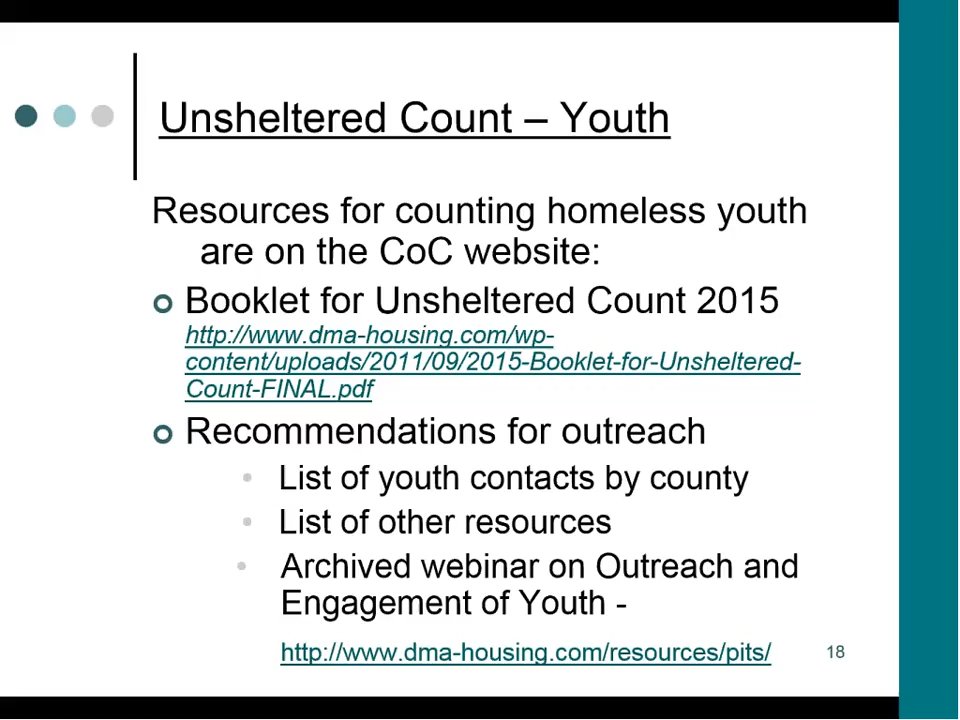 Unsheltered Count – Youth
Resources for counting homeless youth
are on the CoC website:
Booklet for Unsheltered Count 2015
http://www.dma-housing.com/wp-
content/uploads/2011/09/2015-Booklet-for-Unsheltered-
Count-FINAL.pdf
Recommendations for outreach
List of youth contacts by county
List of other resources
Archived webinar on Outreach and
Engagement of Youth -
http://www.dma-housing.com/resources/pits/
18